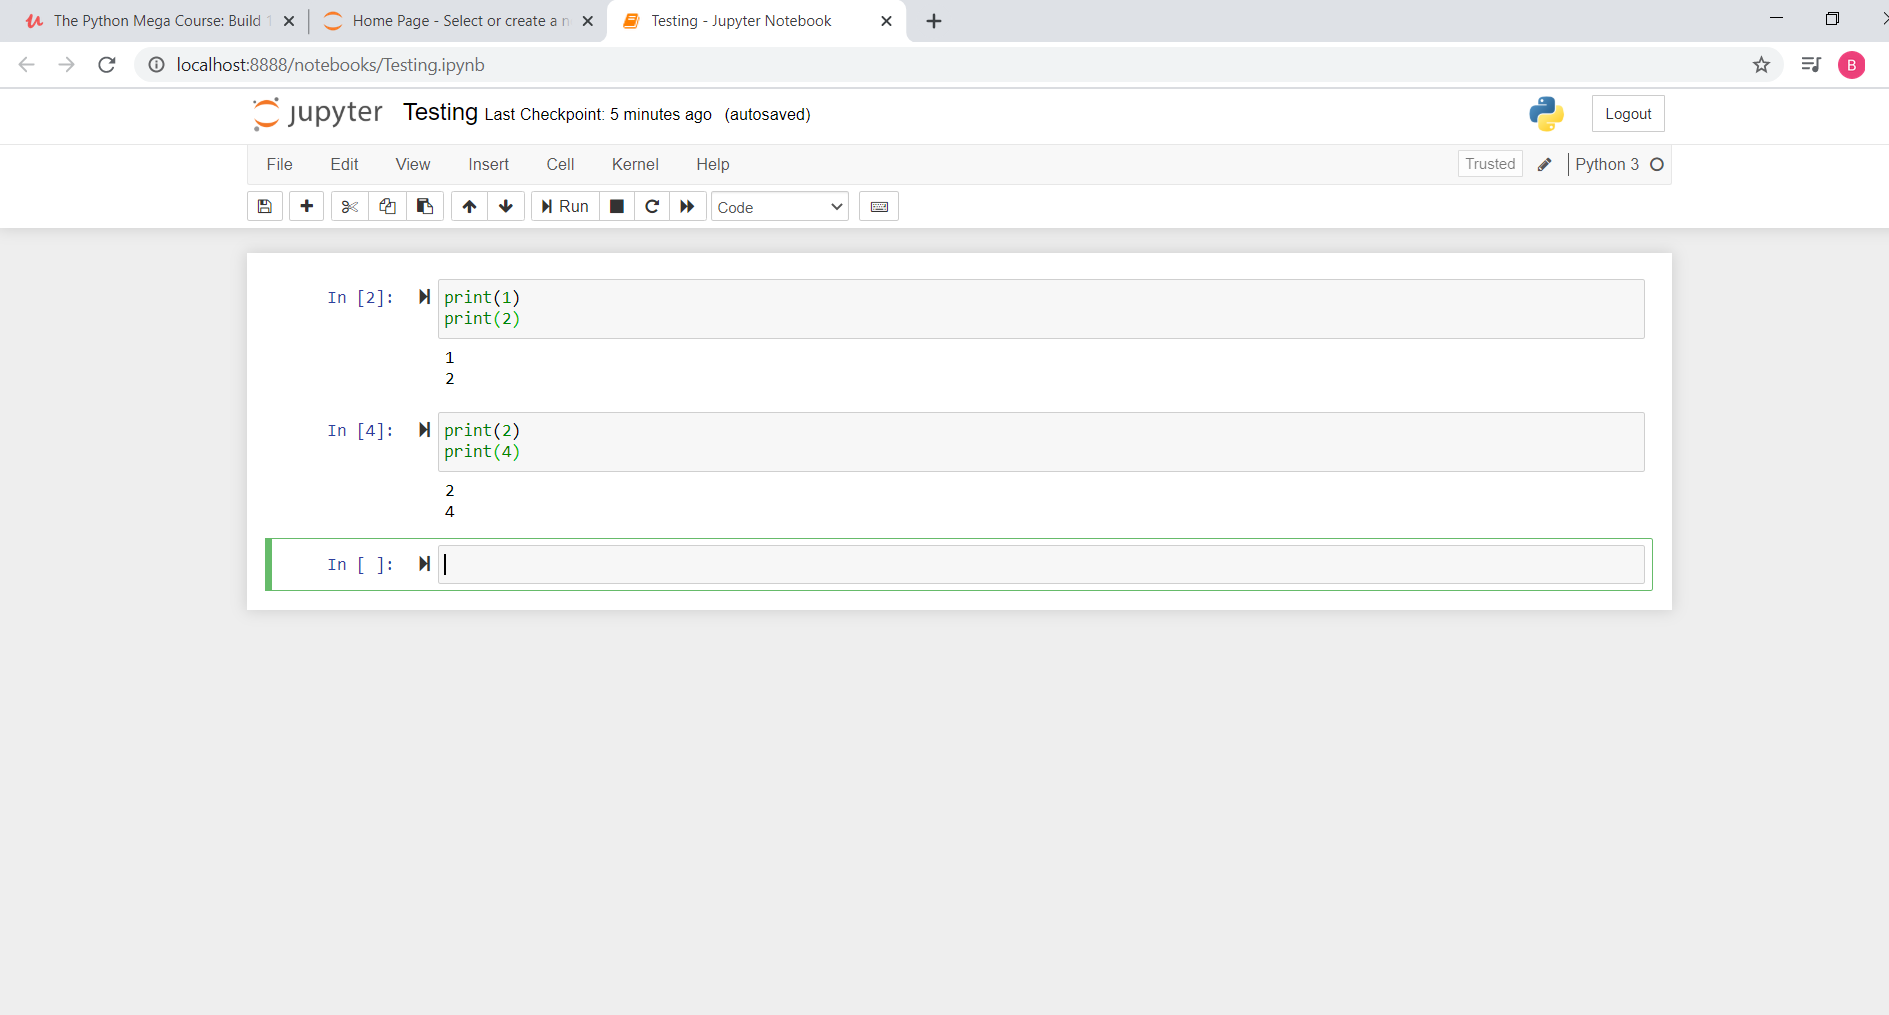 The Python Mega Course: Build 1
Home Page - Select or create a n
Testing - Jupyter Notebook
localhost:8888/notebooks/Testing.ipynb
B
jupyter Testing Last Checkpoint: 5 minutes ago (autosaved)
Logout
File Edit View Insert Cell Kernel Help
Trusted
Python 3
Run
Code
In [2]: print(1)
print(2)
1
2
In [4]: print(2)
print(4)
2
4
In [ ]: